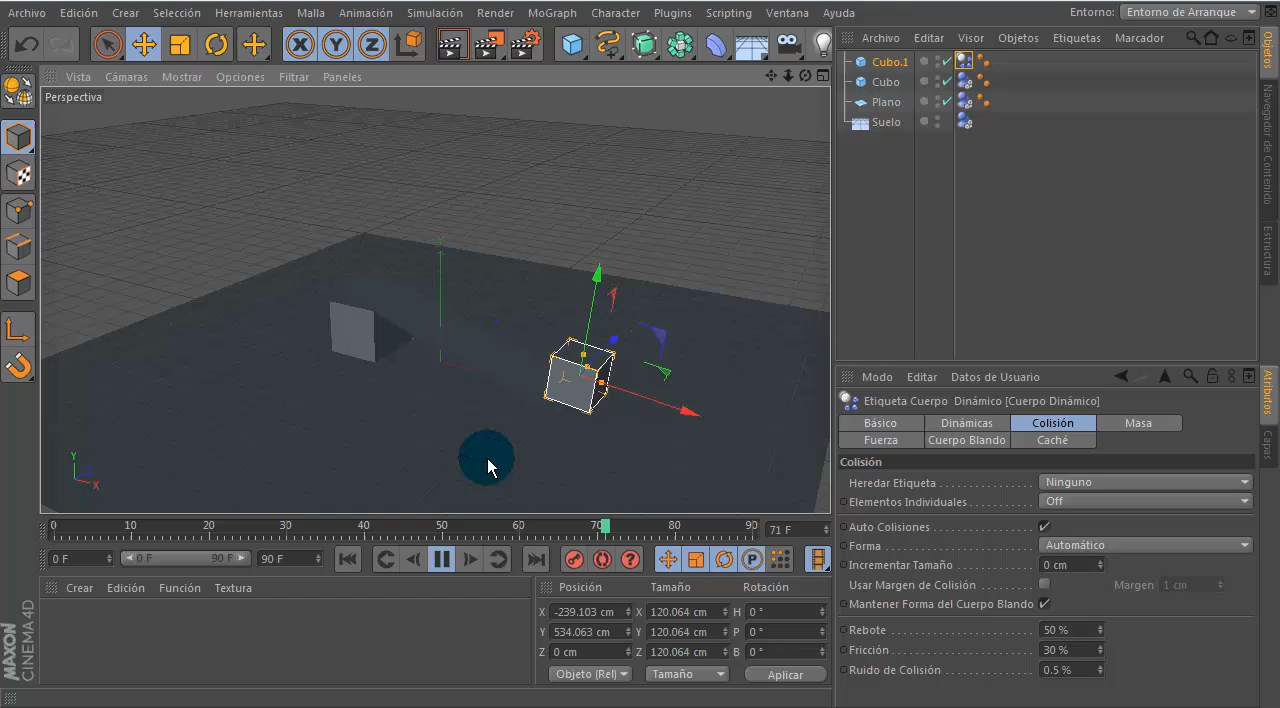 Archivo Edición Crear Selección Herramientas Malla Animación Simulación Render MoGraph Character Plugins Scripting Ventana Ayuda Entorno: Entorno de Arranque
X Y Z
Archivo Editar Visor Objetos Etiquetas Marcador
Cubo.1
Cubo
Plano
Suelo
Objetos
Navegador de Contenido
Estructura
Vista Cámaras Mostrar Opciones Filtrar Paneles
Perspectiva
Y
Z
X
0 10 20 30 40 50 60 70 80 90 71 F
0 F 0 F 90 F 90 F
P
Crear Edición Función Textura
Posición Tamaño Rotación
X -239.103 cm X 120.064 cm H 0 °
Y 534.063 cm Y 120.064 cm P 0 °
Z 0 cm Z 120.064 cm B 0 °
Objeto (Rel) Tamaño Aplicar
MAXON
CINEMA 4D
Modo Editar Datos de Usuario
Etiqueta Cuerpo Dinámico [Cuerpo Dinámico]
Básico Dinámicas Colisión Masa
Fuerza Cuerpo Blando Caché
Colisión
Heredar Etiqueta Ninguno
Elementos Individuales Off
Auto Colisiones
Forma Automático
Incrementar Tamaño 0 cm
Usar Margen de Colisión Margen 1 cm
Mantener Forma del Cuerpo Blando
Rebote 50 %
Fricción 30 %
Ruido de Colisión 0.5 %
Atributos
Capas